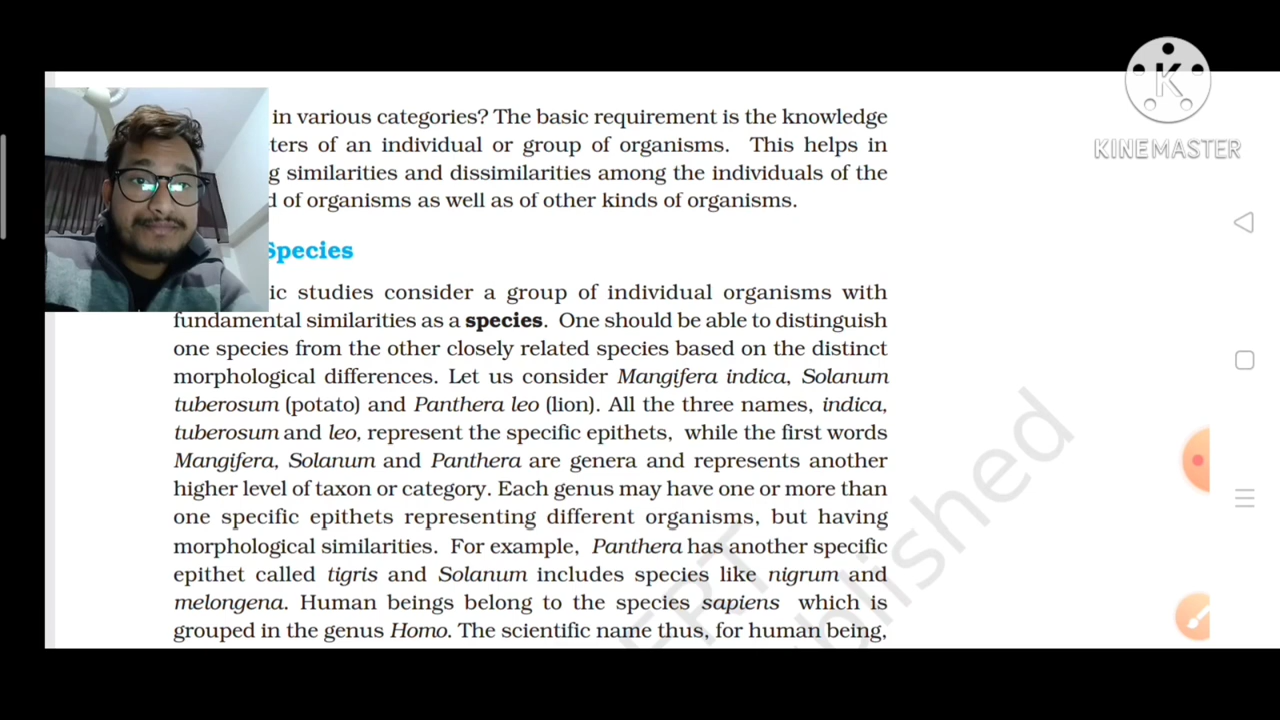 in various categories? The basic requirement is the knowledge
ters of an individual or group of organisms. This helps in
g similarities and dissimilarities among the individuals of the
d of organisms as well as of other kinds of organisms.
Species
ic studies consider a group of individual organisms with
fundamental similarities as a species. One should be able to distinguish
one species from the other closely related species based on the distinct
morphological differences. Let us consider Mangifera indica, Solanum
tuberosum (potato) and Panthera leo (lion). All the three names, indica,
tuberosum and leo, represent the specific epithets, while the first words
Mangifera, Solanum and Panthera are genera and represents another
higher level of taxon or category. Each genus may have one or more than
one specific epithets representing different organisms, but having
morphological similarities. For example, Panthera has another specific
epithet called tigris and Solanum includes species like nigrum and
melongena. Human beings belong to the species sapiens which is
grouped in the genus Homo. The scientific name thus, for human being,
K
KINEMASTER
ERT
blished